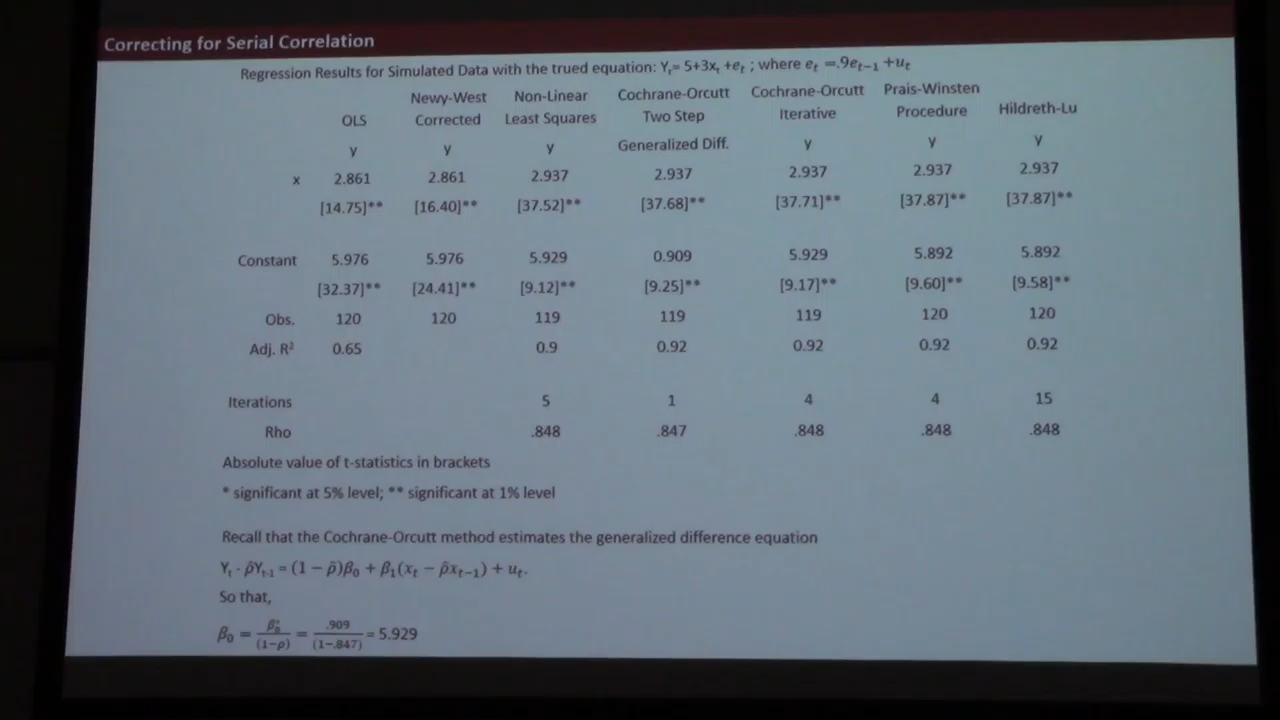 Correcting for Serial Correlation
Regression Results for Simulated Data with the trued equation: Yₜ= 5+3xₜ +eₜ ; where eₜ =.9eₜ₋₁ +uₜ
OLS Newy-West Corrected Non-Linear Least Squares Cochrane-Orcutt Two Step Cochrane-Orcutt Iterative Prais-Winsten Procedure Hildreth-Lu
y y y Generalized Diff. y y y
x 2.861 2.861 2.937 2.937 2.937 2.937 2.937
[14.75]** [16.40]** [37.52]** [37.68]** [37.71]** [37.87]** [37.87]**
Constant 5.976 5.976 5.929 0.909 5.929 5.892 5.892
[32.37]** [24.41]** [9.12]** [9.25]** [9.17]** [9.60]** [9.58]**
Obs. 120 120 119 119 119 120 120
Adj. R² 0.65 0.9 0.92 0.92 0.92 0.92
Iterations 5 1 4 4 15
Rho .848 .847 .848 .848 .848
Absolute value of t-statistics in brackets
* significant at 5% level; ** significant at 1% level
Recall that the Cochrane-Orcutt method estimates the generalized difference equation
Yₜ - ρ̂Yₜ₋₁ = (1 − ρ̂)β₀ + β₁(xₜ − ρ̂xₜ₋₁) + uₜ.
So that,
β₀ = β₀*/(1−ρ) = .909/(1−.847) = 5.929